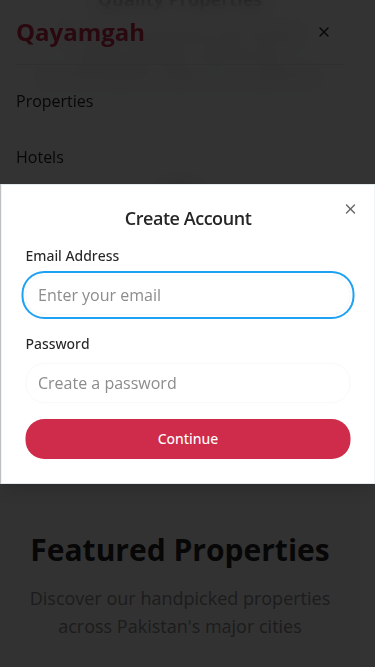 Quality Properties
Qayamgah
Properties
Hotels
Create Account
Email Address
Enter your email
Password
Create a password
Continue
Featured Properties
Discover our handpicked properties
across Pakistan's major cities